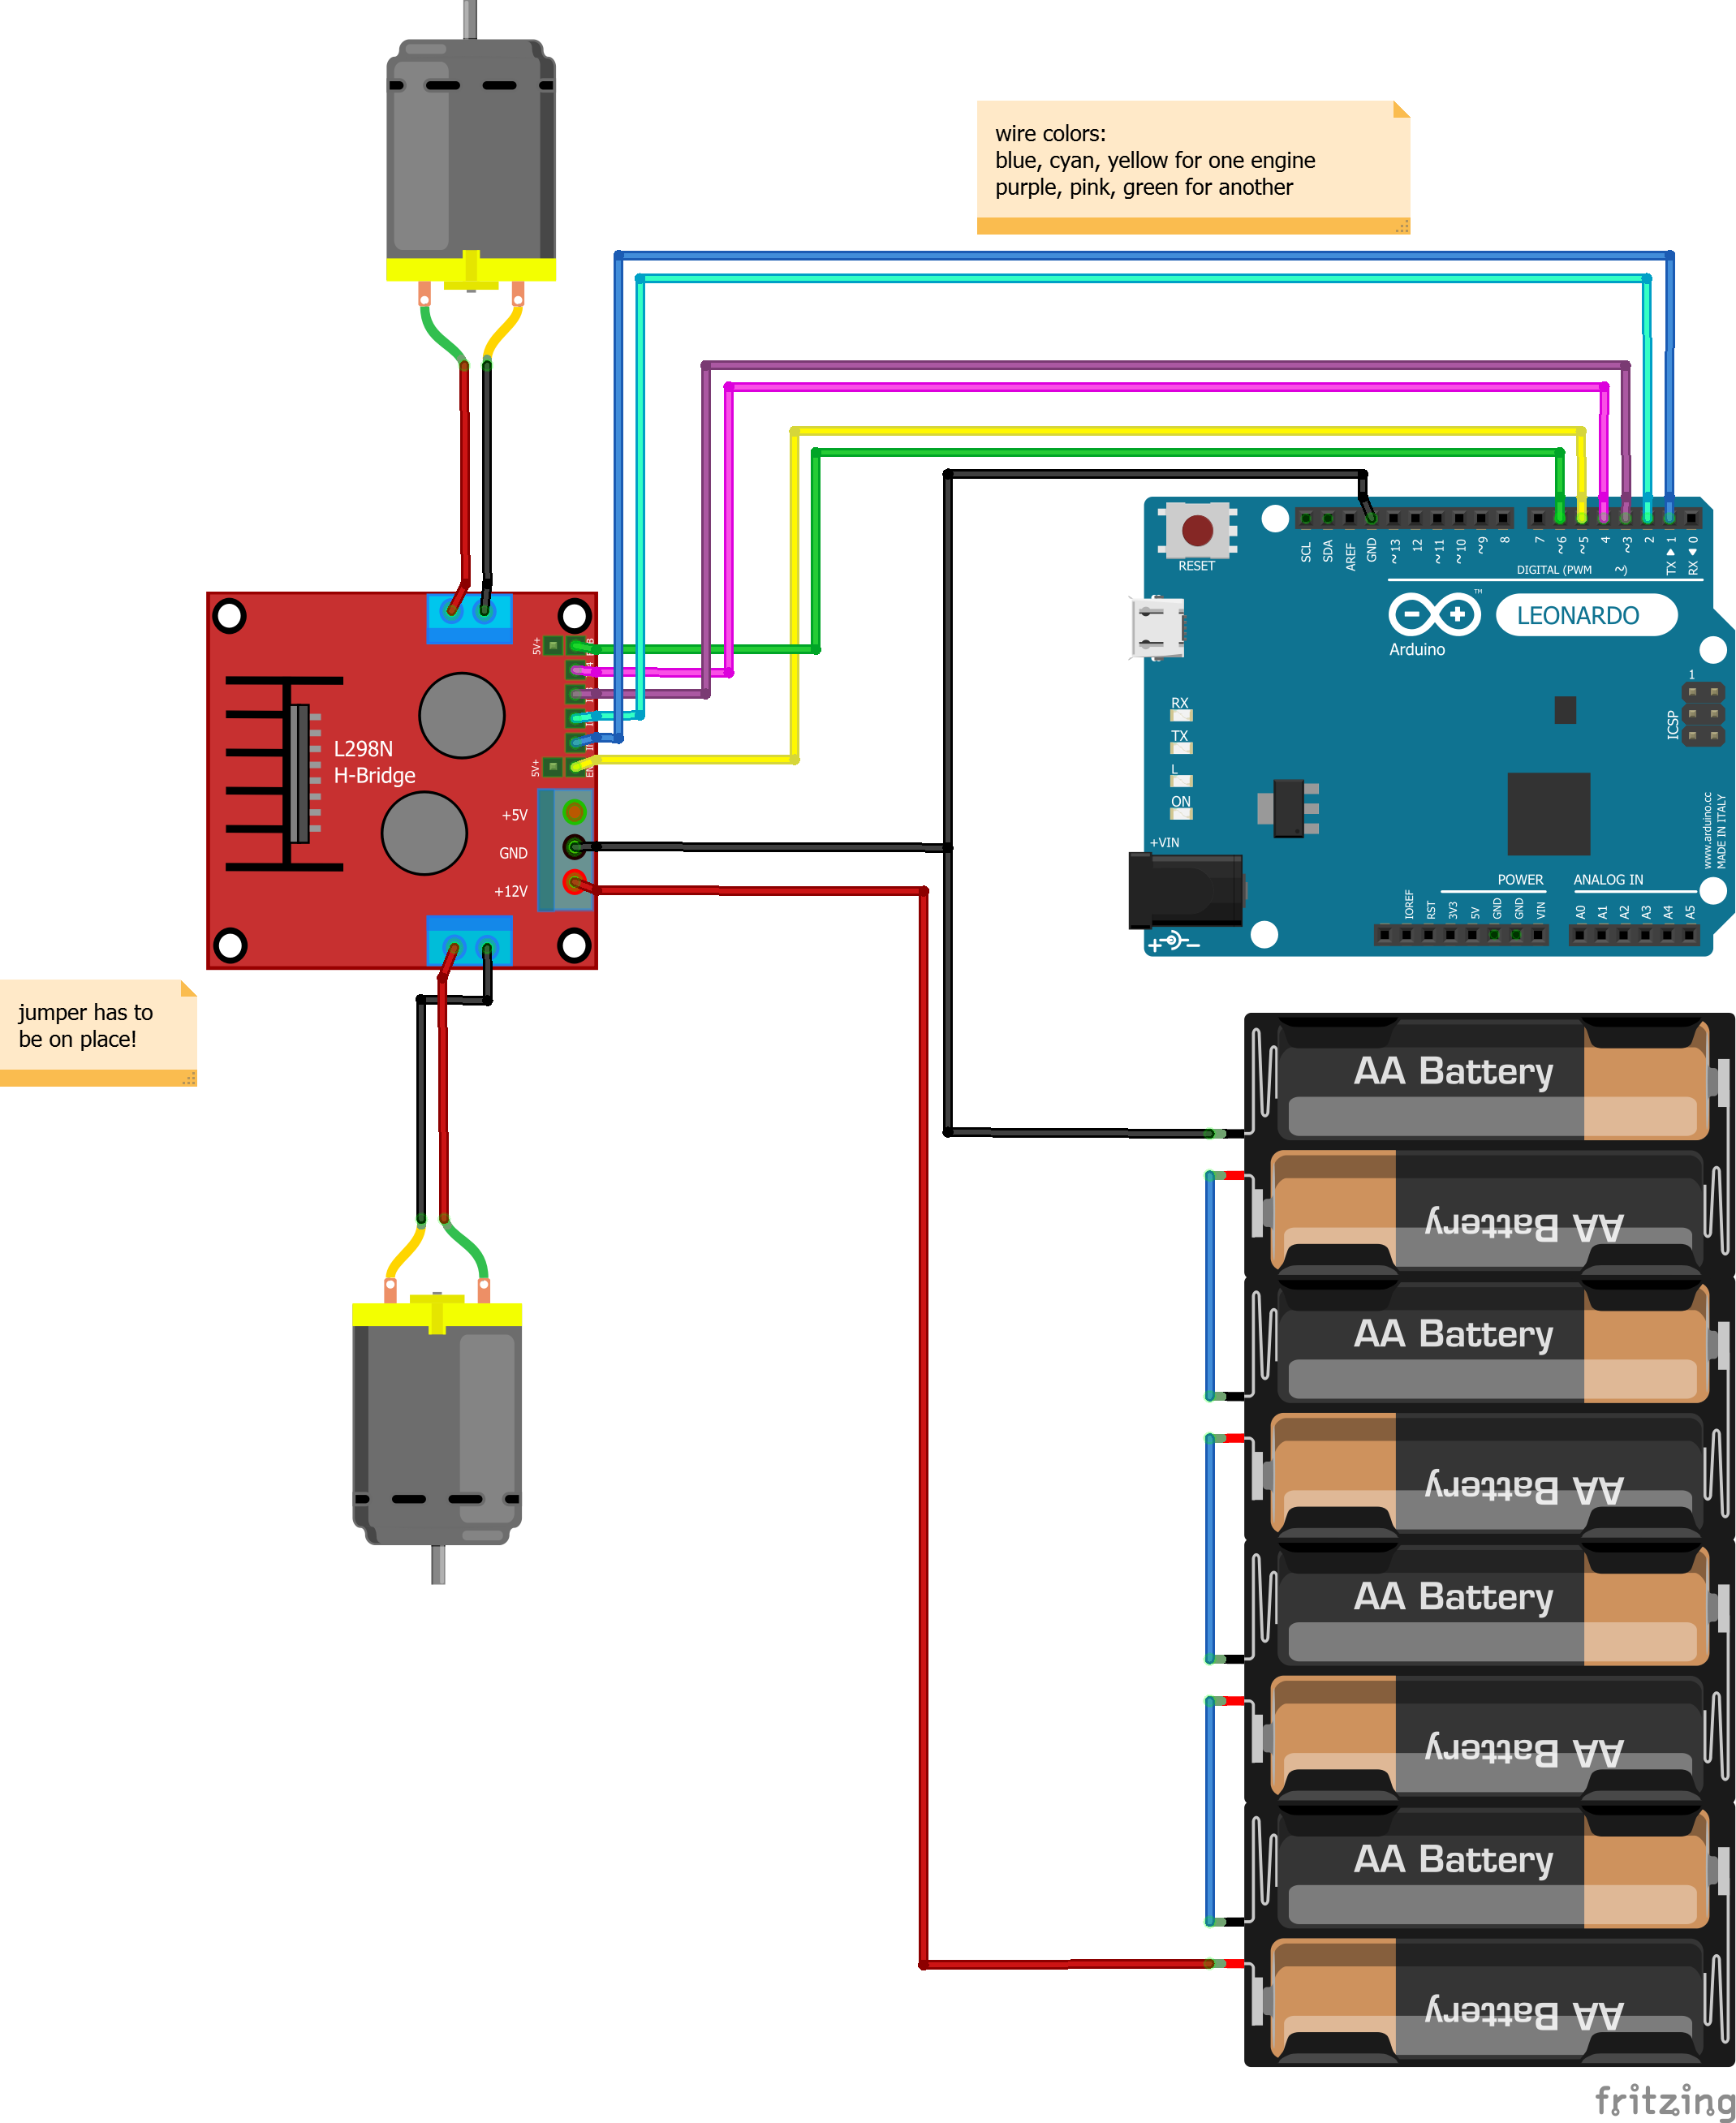 wire colors:
blue, cyan, yellow for one engine
purple, pink, green for another
RESET
SCL
SDA
AREF
GND
~13
12
~11
~10
~9
8
7
~6
~5
4
~3
2
TX ▶ 1
RX ◀ 0
DIGITAL (PWM ~)
LEONARDO
TM
Arduino
5V+
L298N
H-Bridge
5V+
+5V
GND
+12V
1
ICSP
RX
TX
L
ON
+VIN
www.arduino.cc
MADE IN ITALY
POWER
ANALOG IN
IOREF
RST
3V3
5V
GND
GND
VIN
A0
A1
A2
A3
A4
A5
jumper has to
be on place!
AA Battery
AA Battery
AA Battery
AA Battery
AA Battery
AA Battery
AA Battery
AA Battery
fritzing